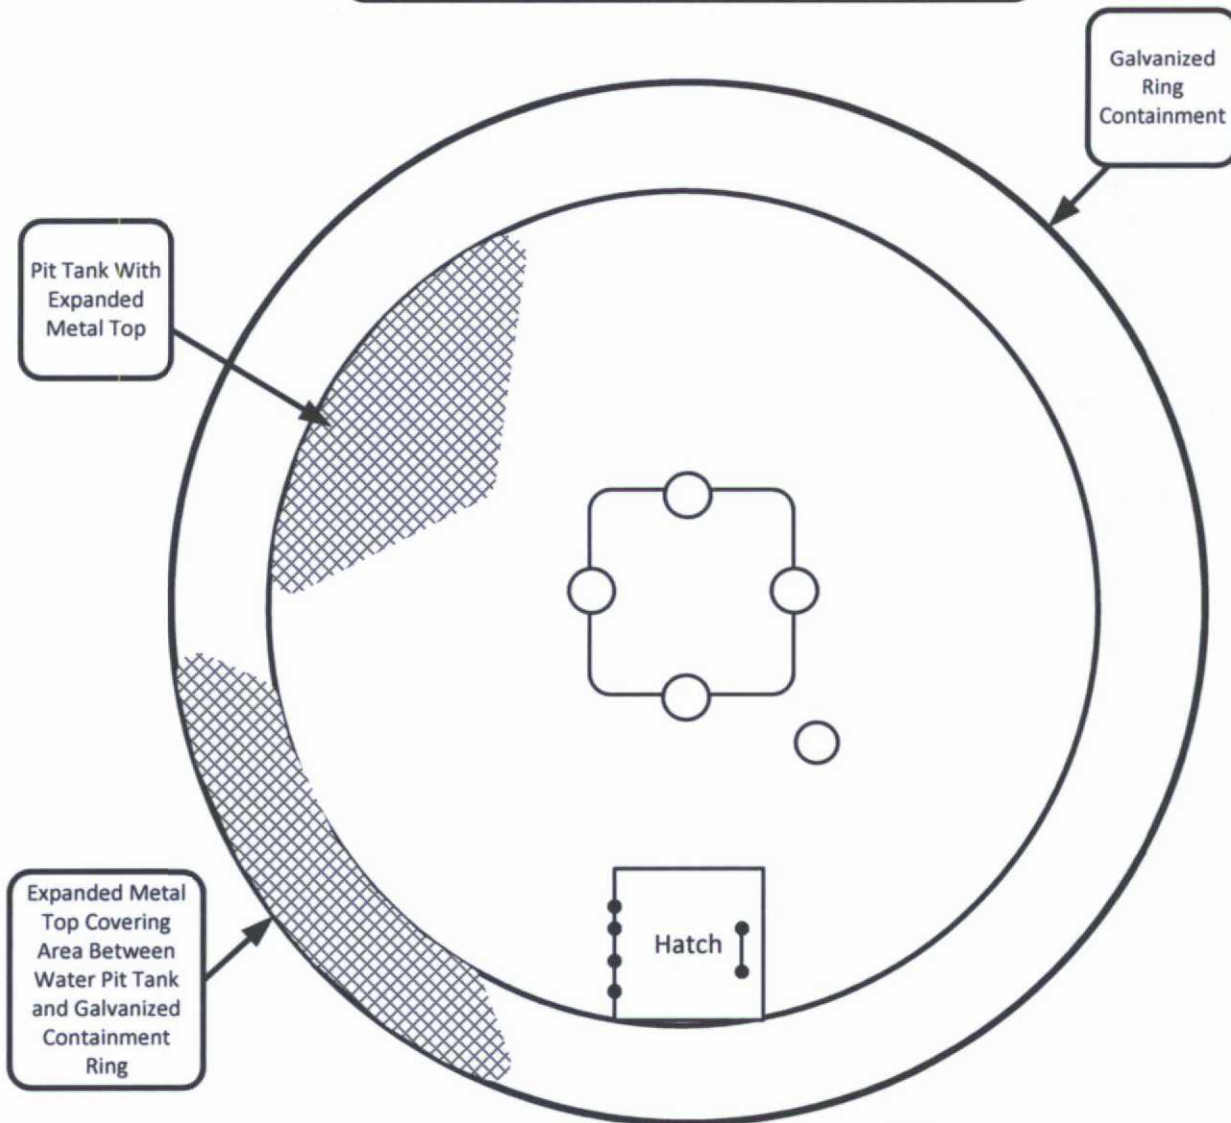 Galvanized
Ring
Containment
Pit Tank With
Expanded
Metal Top
Expanded Metal
Top Covering
Area Between
Water Pit Tank
and Galvanized
Containment
Ring
Hatch